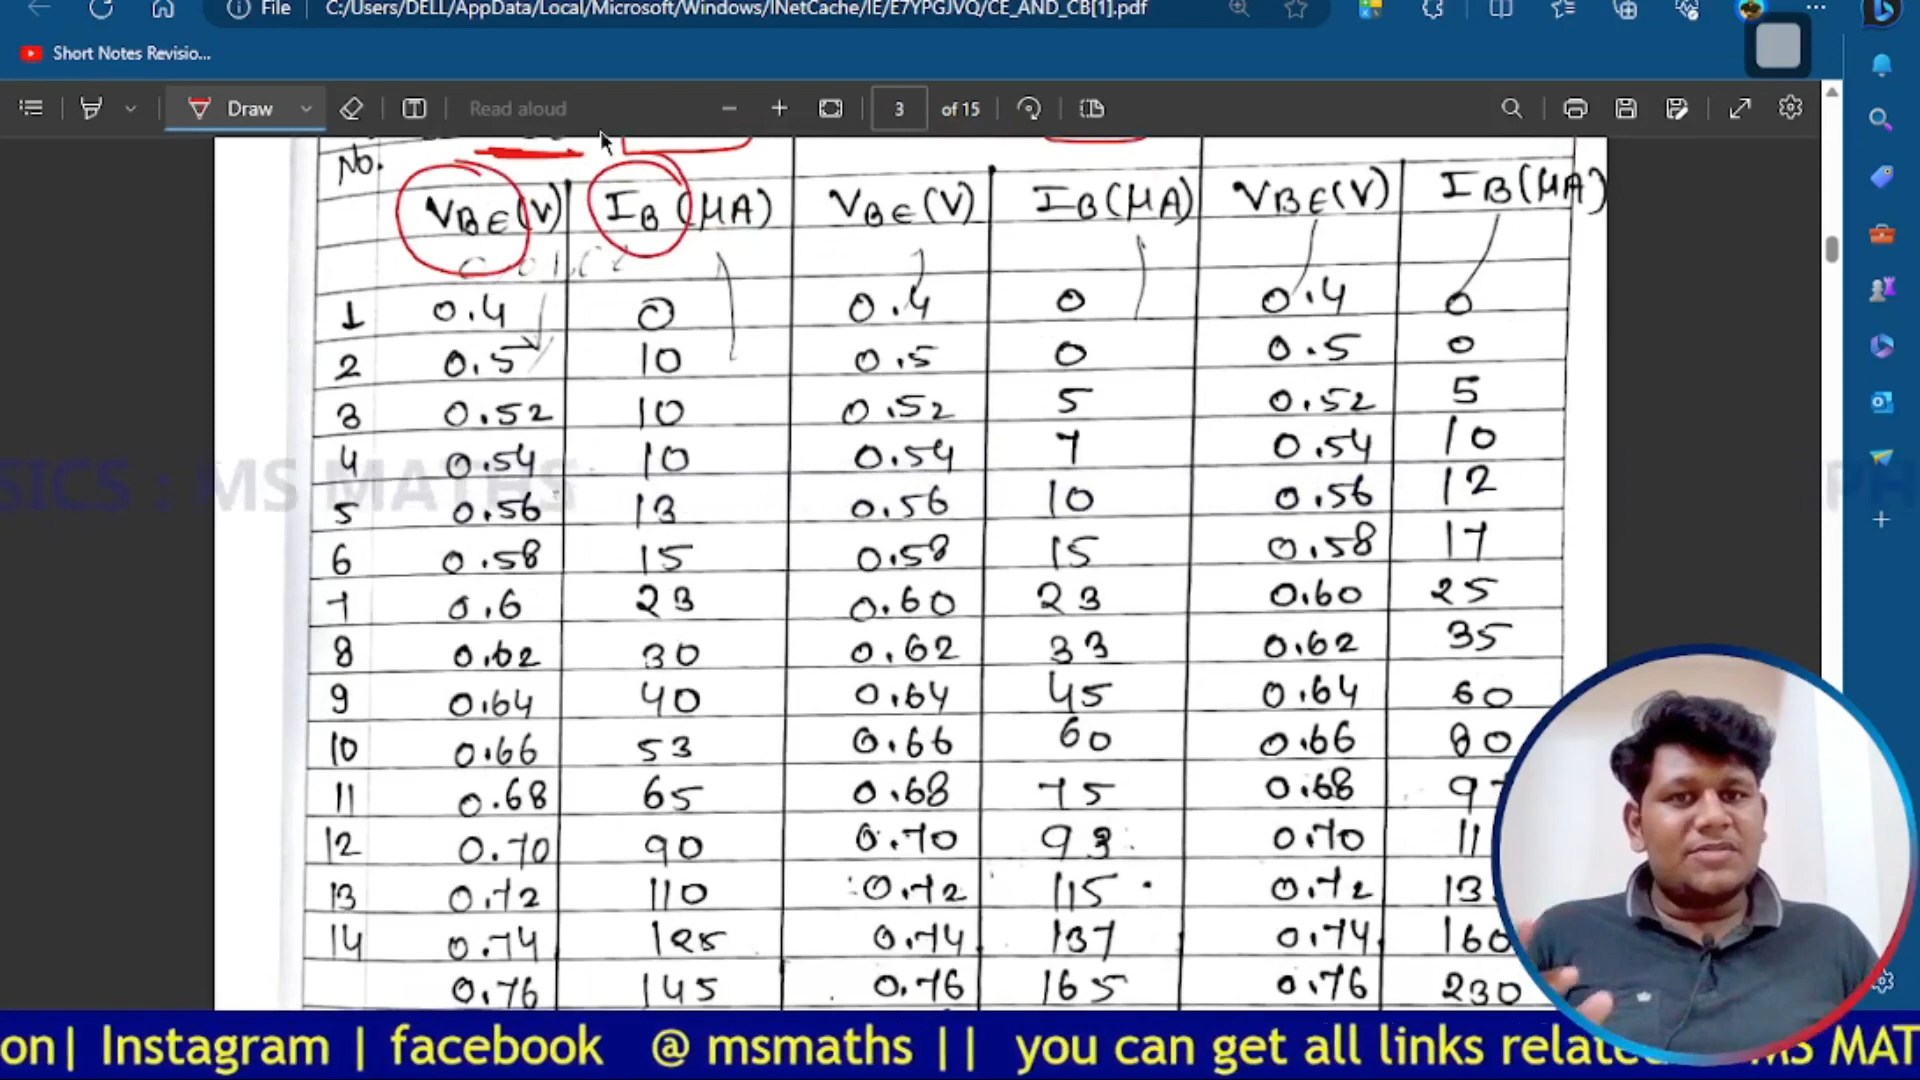 File C:/Users/DELL/AppData/Local/Microsoft/Windows/INetCache/IE/E7YPGJVQ/CE_AND_CB[1].pdf
Short Notes Revisio...
Draw Read aloud 3 of 15
No.
VBE(V) IB(μA) VBE(V) IB(μA) VBE(V) IB(μA)
1 0.4 0 0.4 0 0.4 0
2 0.5 10 0.5 0 0.5 0
3 0.52 10 0.52 5 0.52 5
4 0.54 10 0.54 7 0.54 10
5 0.56 13 0.56 10 0.56 12
6 0.58 15 0.58 15 0.58 17
7 0.6 23 0.60 23 0.60 25
8 0.62 30 0.62 33 0.62 35
9 0.64 40 0.64 45 0.64 60
10 0.66 53 0.66 60 0.66 80
11 0.68 65 0.68 75 0.68
12 0.70 90 0.70 93 0.70
13 0.72 110 0.72 115 0.72
14 0.74 125 0.74 137 0.74 160
0.76 145 0.76 165 0.76 230
SICS : MS MATHS PH
on| Instagram | facebook @ msmaths || you can get all links relate MS MAT